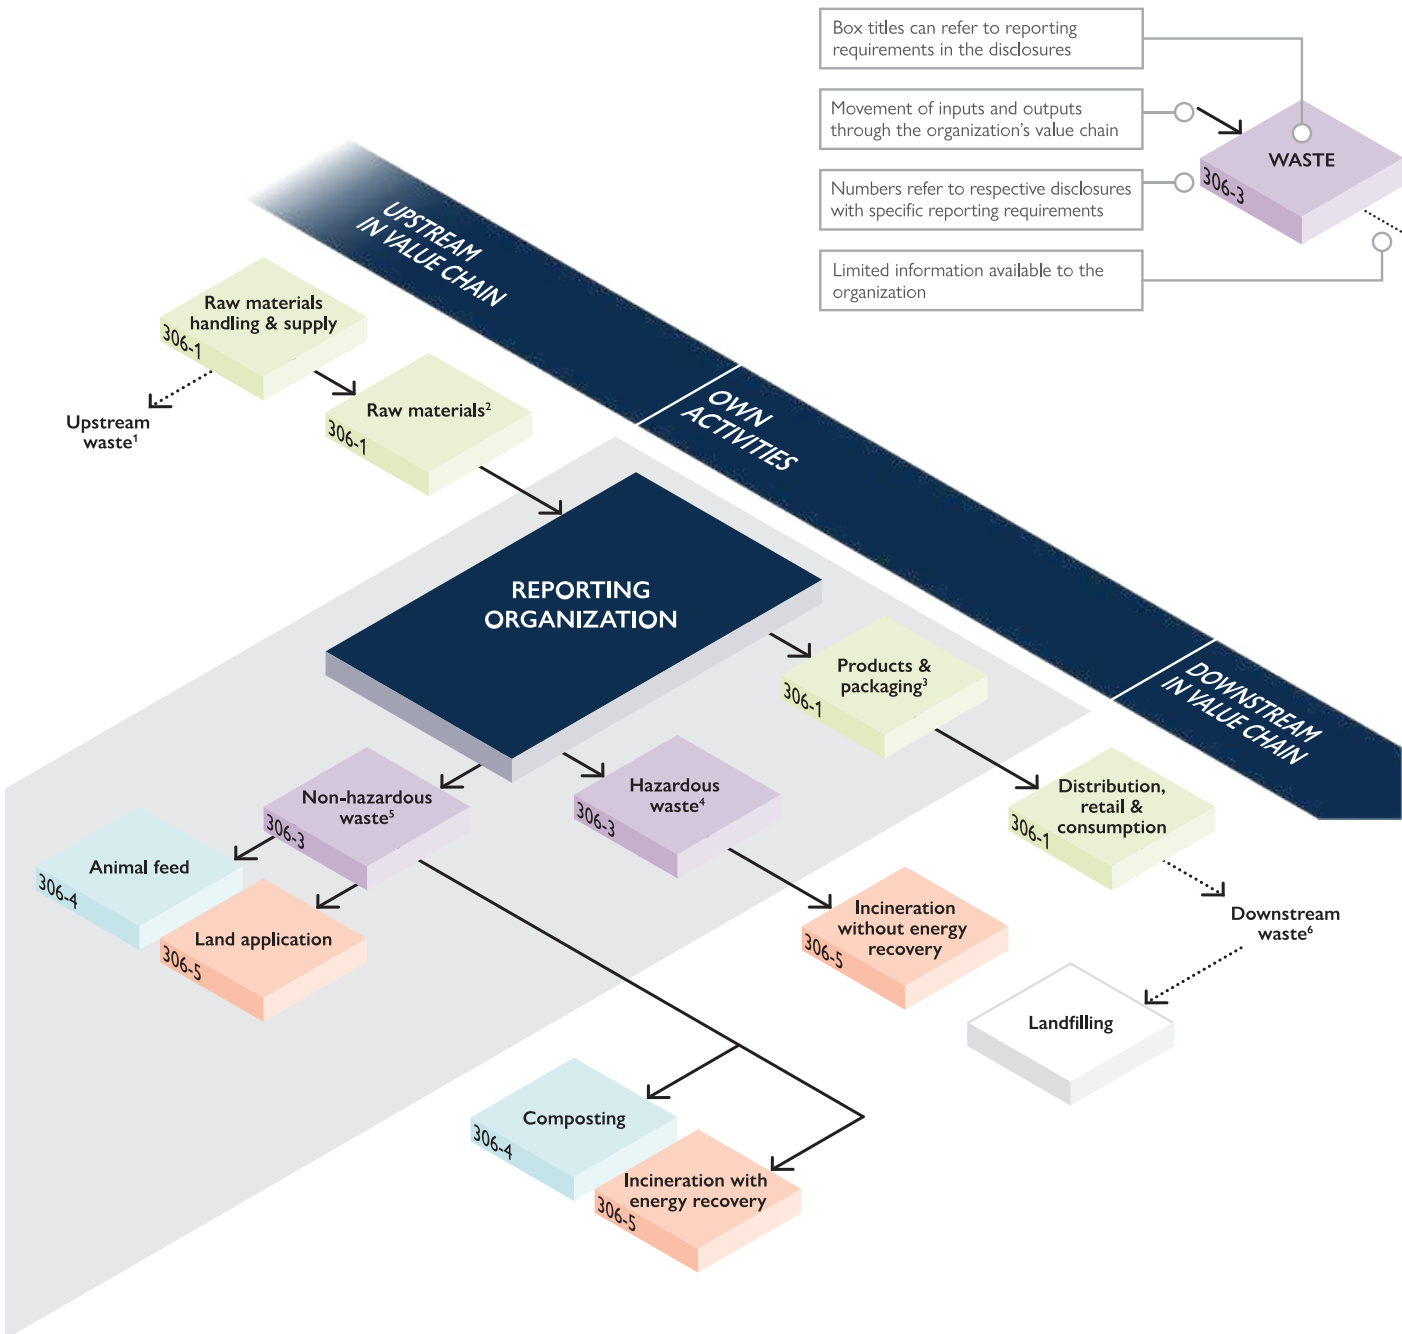 Box titles can refer to reporting
requirements in the disclosures
Movement of inputs and outputs
through the organization's value chain
Numbers refer to respective disclosures
with specific reporting requirements
Limited information available to the
organization
WASTE
306-3
UPSTREAM
IN VALUE CHAIN
OWN
ACTIVITIES
DOWNSTREAM
IN VALUE CHAIN
Raw materials
handling & supply
306-1
Upstream
waste¹
Raw materials²
306-1
REPORTING
ORGANIZATION
Products &
packaging³
306-1
Non-hazardous
waste⁵
306-3
Hazardous
waste⁴
306-3
Distribution,
retail &
consumption
306-1
Animal feed
306-4
Land application
306-5
Incineration
without energy
recovery
306-5
Downstream
waste⁶
Landfilling
Composting
306-4
Incineration with
energy recovery
306-5